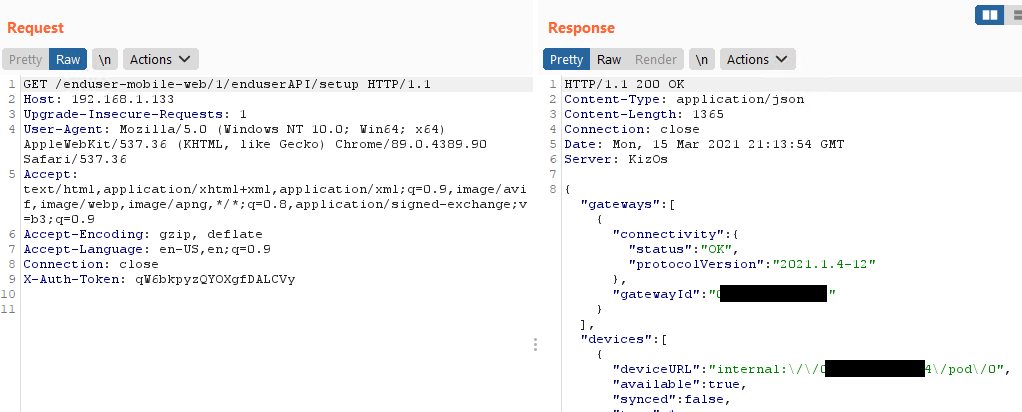 Request
Pretty Raw \n Actions
1 GET /enduser-mobile-web/1/enduserAPI/setup HTTP/1.1
2 Host: 192.168.1.133
3 Upgrade-Insecure-Requests: 1
4 User-Agent: Mozilla/5.0 (Windows NT 10.0; Win64; x64)
AppleWebKit/537.36 (KHTML, like Gecko) Chrome/89.0.4389.90
Safari/537.36
5 Accept:
text/html,application/xhtml+xml,application/xml;q=0.9,image/avi
f,image/webp,image/apng,*/*;q=0.8,application/signed-exchange;v
=b3;q=0.9
6 Accept-Encoding: gzip, deflate
7 Accept-Language: en-US,en;q=0.9
8 Connection: close
9 X-Auth-Token: qW6bkpyzQYOXgfDALCVy
10
11
Response
Pretty Raw Render \n Actions
1 HTTP/1.1 200 OK
2 Content-Type: application/json
3 Content-Length: 1365
4 Connection: close
5 Date: Mon, 15 Mar 2021 21:13:54 GMT
6 Server: KizOs
7
8 {
"gateways":[
{
"connectivity":{
"status":"OK",
"protocolVersion":"2021.1.4-12"
},
"gatewayId":"0 "
}
],
"devices":[
{
"deviceURL":"internal:\/\/0 4\/pod\/0",
"available":true,
"synced":false,